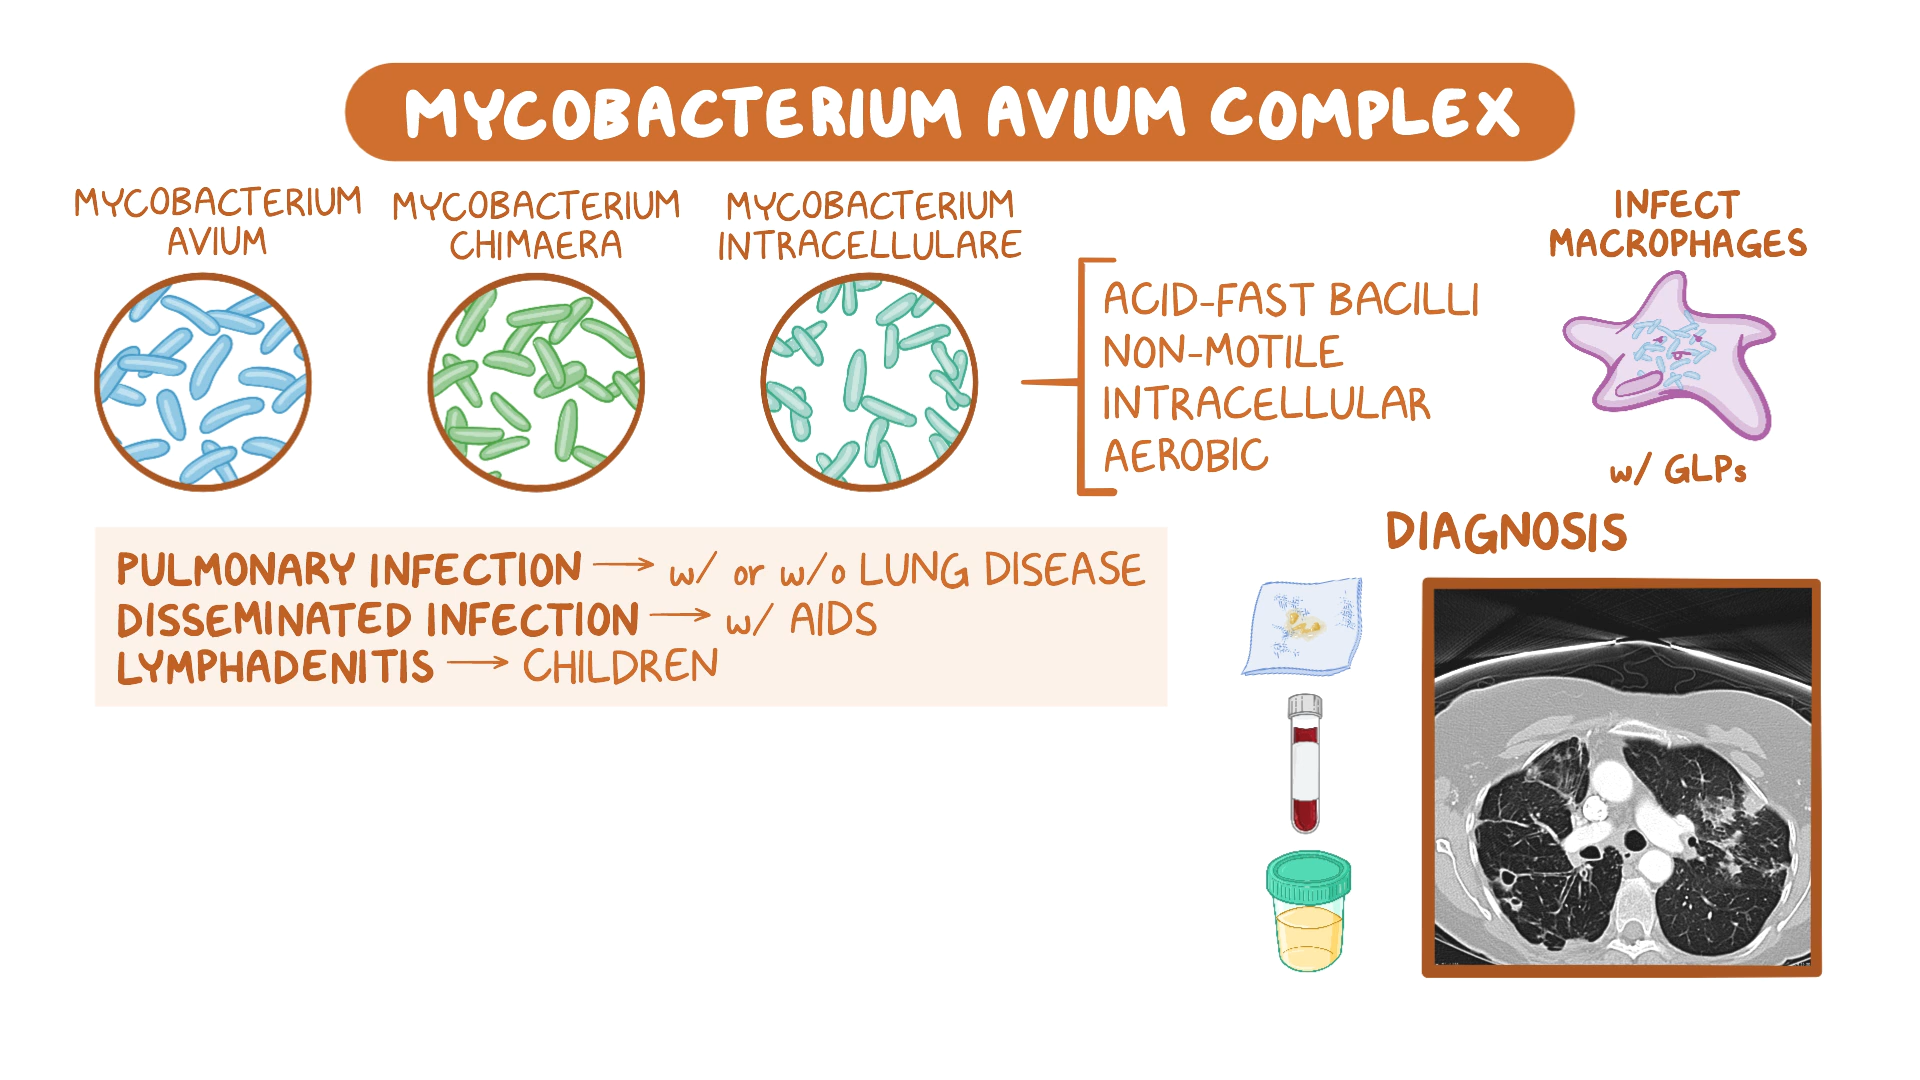 MYCOBACTERIUM AVIUM COMPLEX
MYCOBACTERIUM
AVIUM
MYCOBACTERIUM
CHIMAERA
MYCOBACTERIUM
INTRACELLULARE
ACID-FAST BACILLI
NON-MOTILE
INTRACELLULAR
AEROBIC
INFECT
MACROPHAGES
w/ GLPs
PULMONARY INFECTION → w/ or w/o LUNG DISEASE
DISSEMINATED INFECTION → w/ AIDS
LYMPHADENITIS → CHILDREN
DIAGNOSIS